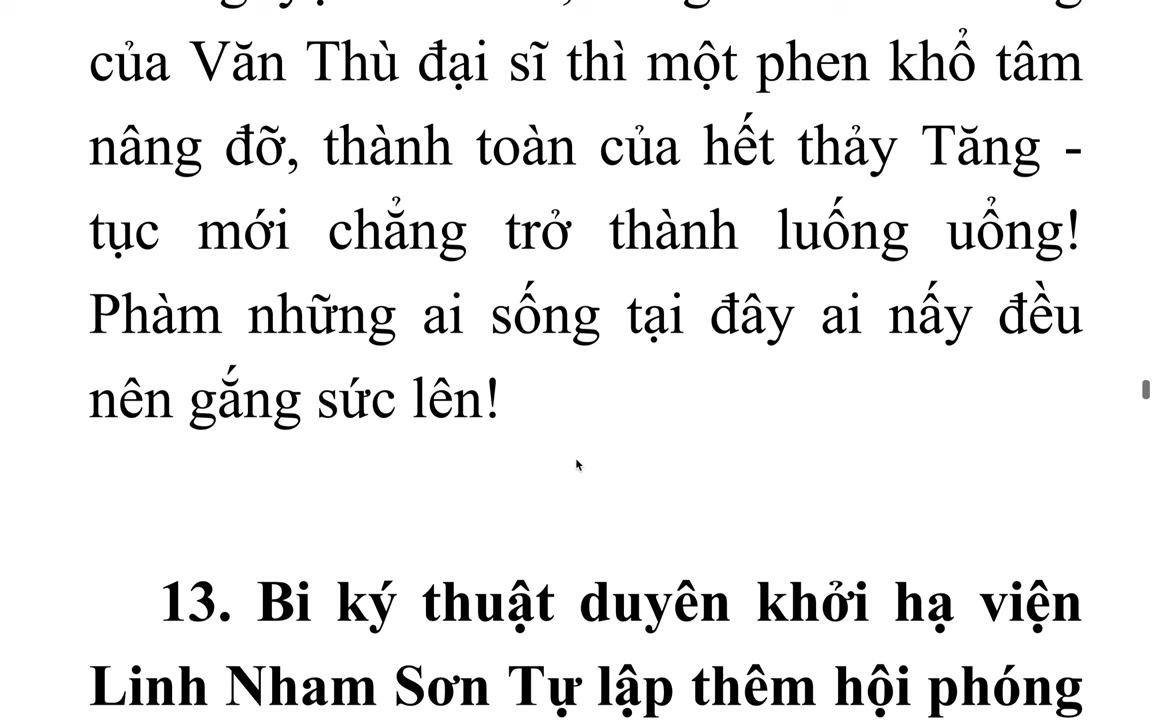 của Văn Thù đại sĩ thì một phen khổ tâm
nâng đỡ, thành toàn của hết thảy Tăng -
tục mới chẳng trở thành luống uổng!
Phàm những ai sống tại đây ai nấy đều
nên gắng sức lên!
13. Bi ký thuật duyên khởi hạ viện
Linh Nham Sơn Tự lập thêm hội phóng